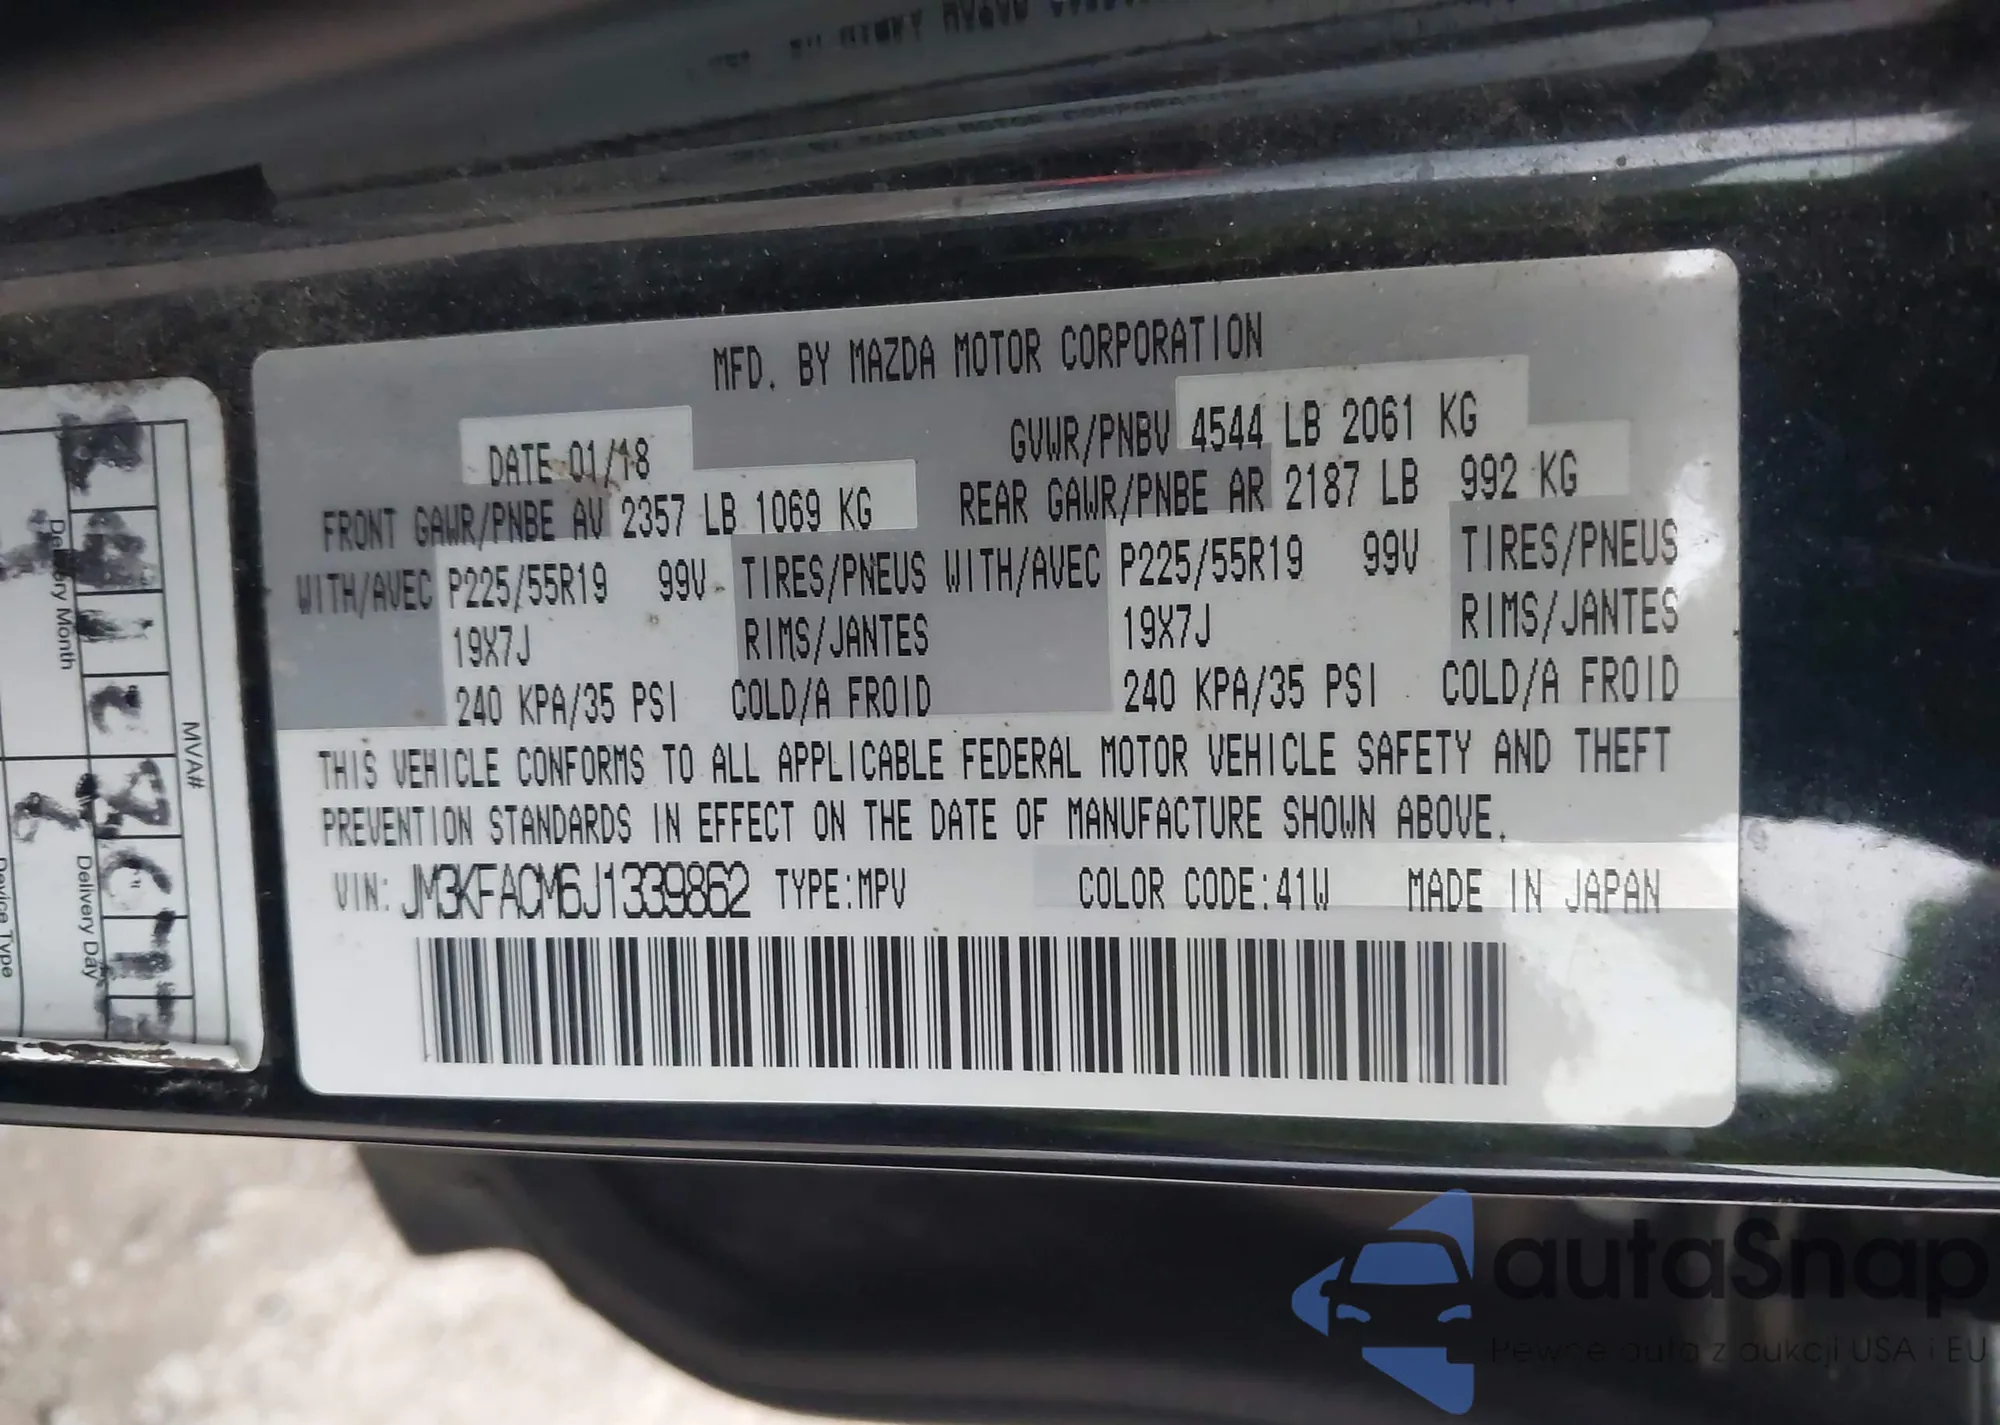 MFD. BY MAZDA MOTOR CORPORATION
DATE 01/18
GVWR/PNBV 4544 LB 2061 KG
FRONT GAWR/PNBE AV 2357 LB 1069 KG
REAR GAWR/PNBE AR 2187 LB 992 KG
WITH/AVEC P225/55R19 99V TIRES/PNEUS WITH/AVEC P225/55R19 99V TIRES/PNEUS
19X7J RIMS/JANTES 19X7J RIMS/JANTES
240 KPA/35 PSI COLD/A FROID 240 KPA/35 PSI COLD/A FROID
THIS VEHICLE CONFORMS TO ALL APPLICABLE FEDERAL MOTOR VEHICLE SAFETY AND THEFT
PREVENTION STANDARDS IN EFFECT ON THE DATE OF MANUFACTURE SHOWN ABOVE.
VIN: JM3KFACM6J1339862 TYPE:MPV COLOR CODE:41W MADE IN JAPAN
MVA#
Delivery Month
Delivery Day
Device Type
autaSnap
Pewne auta z aukcji USA i EU